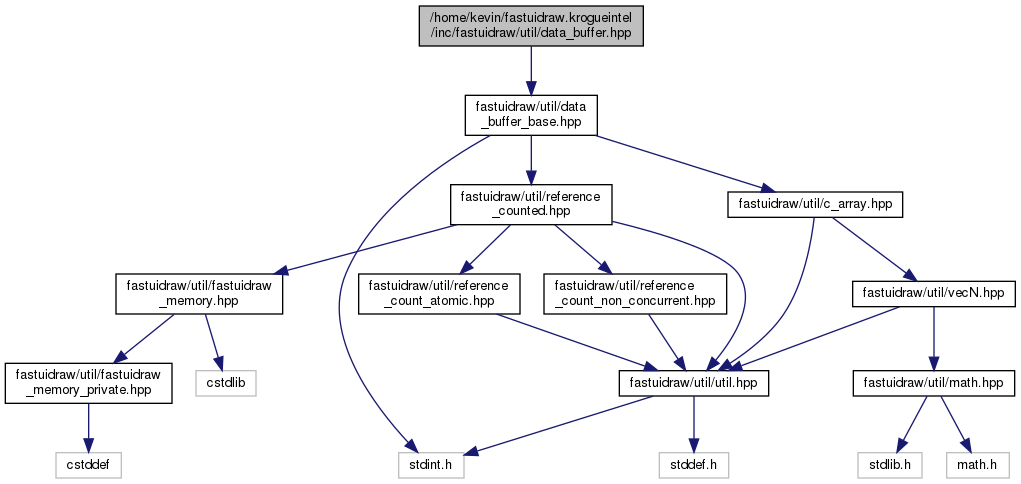 /home/kevin/fastuidraw.krogueintel
/inc/fastuidraw/util/data_buffer.hpp
fastuidraw/util/data
_buffer_base.hpp
fastuidraw/util/reference
_counted.hpp
fastuidraw/util/c_array.hpp
fastuidraw/util/fastuidraw
_memory.hpp
fastuidraw/util/reference
_count_atomic.hpp
fastuidraw/util/reference
_count_non_concurrent.hpp
fastuidraw/util/vecN.hpp
fastuidraw/util/fastuidraw
_memory_private.hpp
cstdlib
fastuidraw/util/util.hpp
fastuidraw/util/math.hpp
cstddef
stdint.h
stddef.h
stdlib.h
math.h